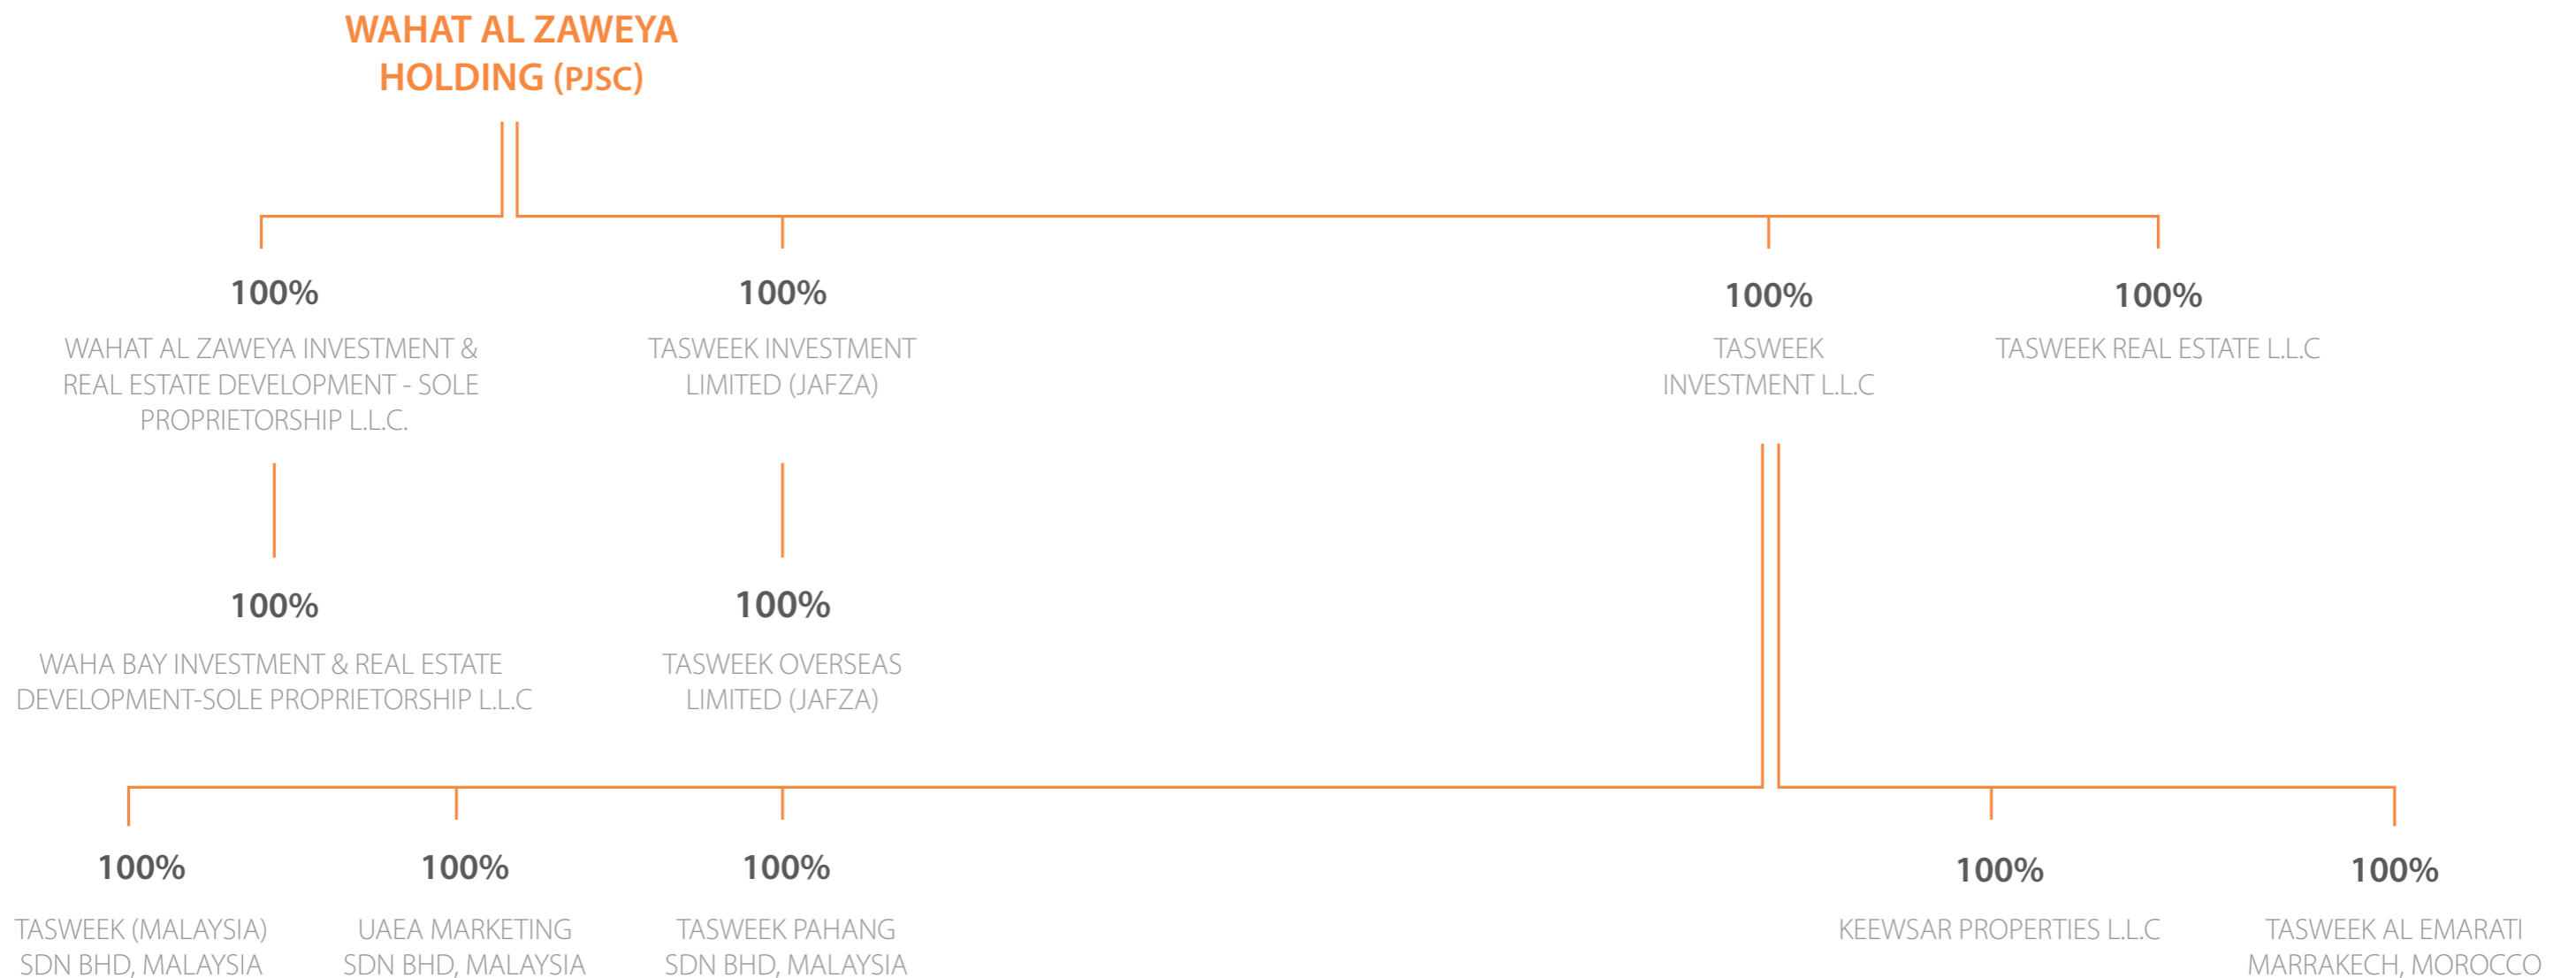 WAHAT AL ZAWEYA
HOLDING (PJSC)
100%
WAHAT AL ZAWEYA INVESTMENT &
REAL ESTATE DEVELOPMENT - SOLE
PROPRIETORSHIP L.L.C.
100%
TASWEEK INVESTMENT
LIMITED (JAFZA)
100%
TASWEEK
INVESTMENT L.L.C
100%
TASWEEK REAL ESTATE L.L.C
100%
WAHA BAY INVESTMENT & REAL ESTATE
DEVELOPMENT-SOLE PROPRIETORSHIP L.L.C
100%
TASWEEK OVERSEAS
LIMITED (JAFZA)
100%
TASWEEK (MALAYSIA)
SDN BHD, MALAYSIA
100%
UAEA MARKETING
SDN BHD, MALAYSIA
100%
TASWEEK PAHANG
SDN BHD, MALAYSIA
100%
KEEWSAR PROPERTIES L.L.C
100%
TASWEEK AL EMARATI
MARRAKECH, MOROCCO